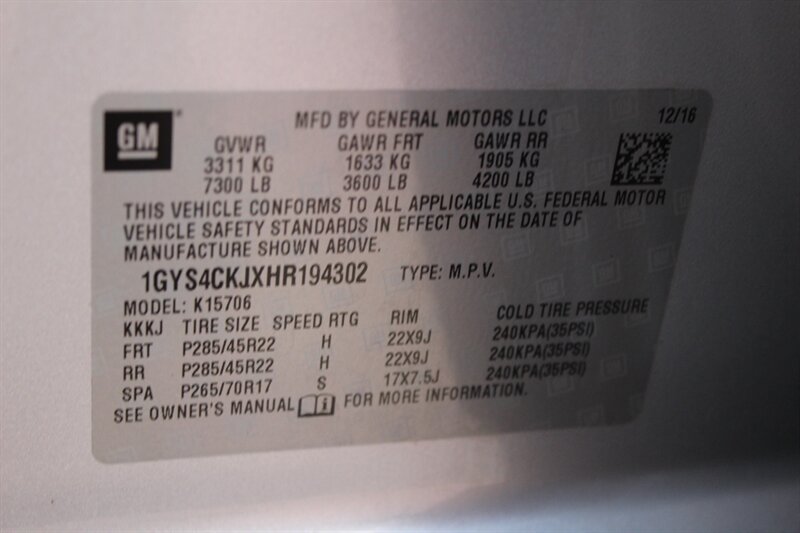 GM
MFD BY GENERAL MOTORS LLC 12/16
GVWR GAWR FRT GAWR RR
3311 KG 1633 KG 1905 KG
7300 LB 3600 LB 4200 LB
THIS VEHICLE CONFORMS TO ALL APPLICABLE U.S. FEDERAL MOTOR
VEHICLE SAFETY STANDARDS IN EFFECT ON THE DATE OF
MANUFACTURE SHOWN ABOVE.
1GYS4CKJXHR194302 TYPE: M.P.V.
MODEL: K15706
KKKJ TIRE SIZE SPEED RTG RIM COLD TIRE PRESSURE
FRT P285/45R22 H 22X9J 240KPA(35PSI)
RR P285/45R22 H 22X9J 240KPA(35PSI)
SPA P265/70R17 S 17X7.5J 240KPA(35PSI)
SEE OWNER'S MANUAL FOR MORE INFORMATION.